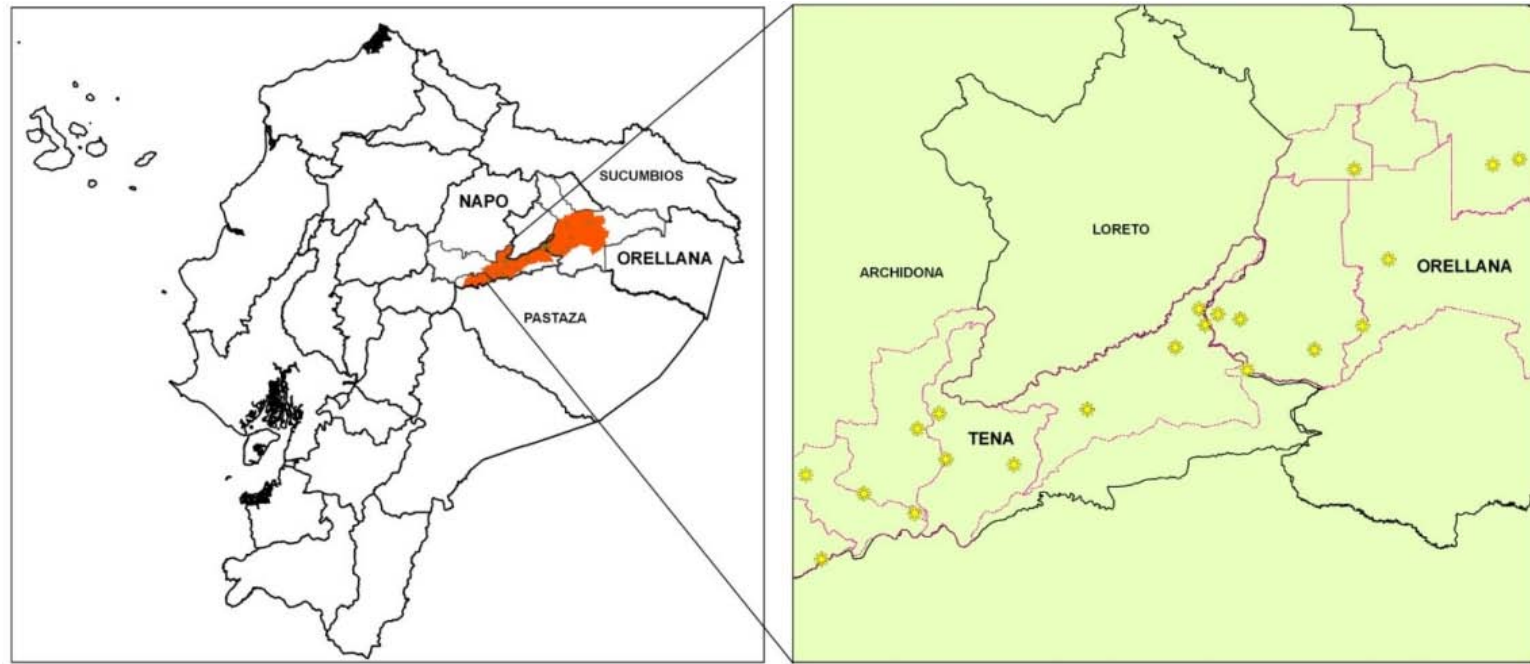 SUCUMBIOS
NAPO
ORELLANA
PASTAZA
LORETO
ARCHIDONA
ORELLANA
TENA